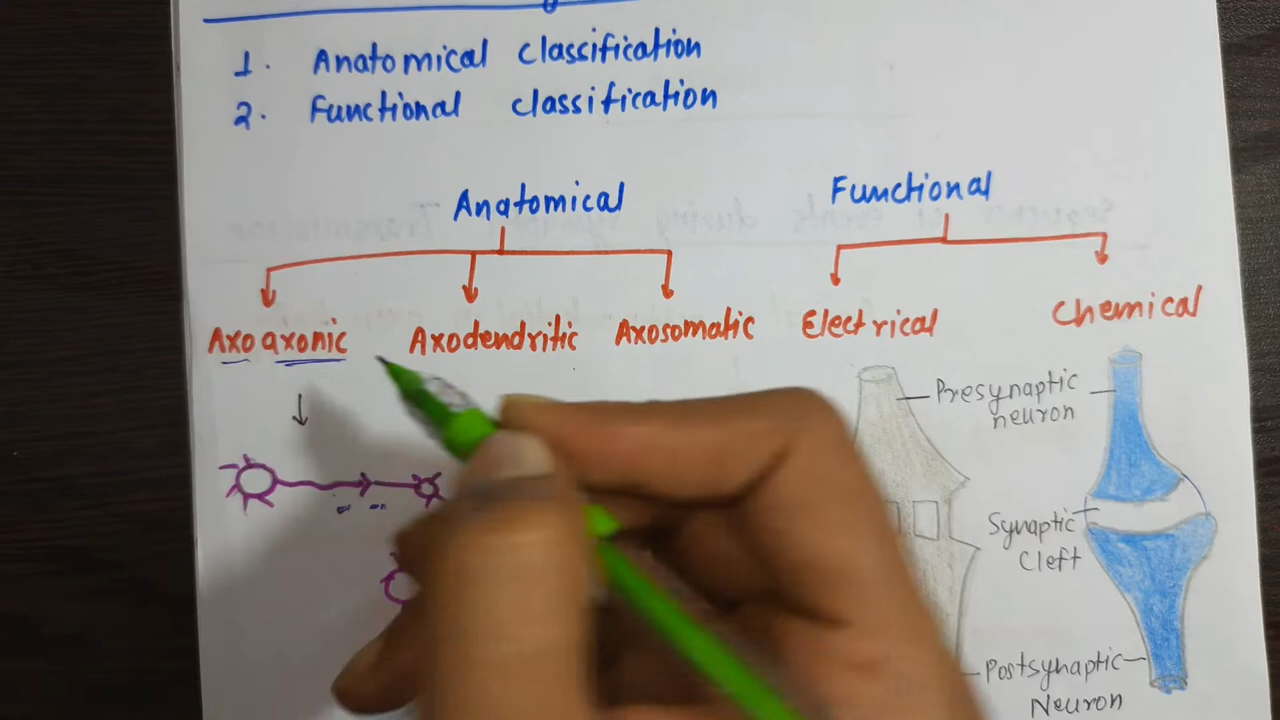 1. Anatomical classification
2. Functional classification
Anatomical
Functional
Axoaxonic
Axodendritic
Axosomatic
Electrical
Chemical
Presynaptic
neuron
Synaptic
Cleft
Postsynaptic
Neuron